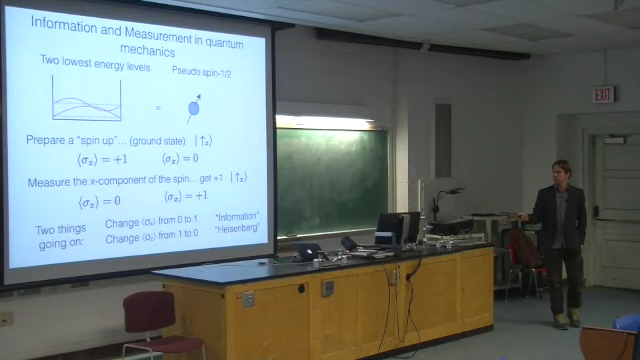 Information and Measurement in quantum
mechanics
Two lowest energy levels Pseudo spin=1/2
=
Prepare a "spin up"... (ground state) |↑z⟩
⟨σz⟩ = +1 ⟨σx⟩ = 0
Measure the x-component of the spin... get +1 |↑x⟩
⟨σz⟩ = 0 ⟨σx⟩ = +1
Two things going on:
Change ⟨σx⟩ from 0 to 1 "Information"
Change ⟨σz⟩ from 1 to 0 "Heisenberg"
EXIT